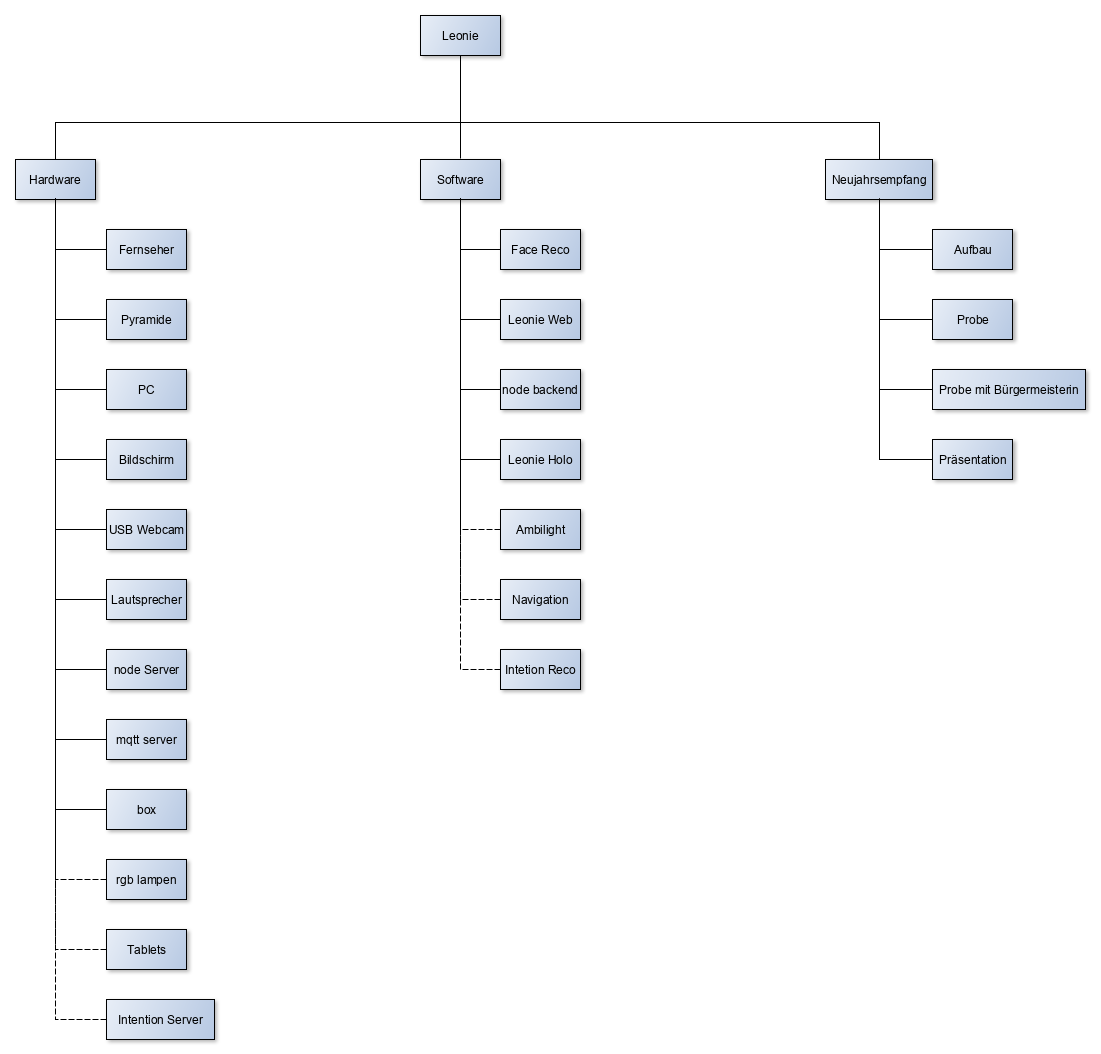 Leonie
Hardware
Software
Neujahrsempfang
Fernseher
Pyramide
PC
Bildschirm
USB Webcam
Lautsprecher
node Server
mqtt server
box
rgb lampen
Tablets
Intention Server
Face Reco
Leonie Web
node backend
Leonie Holo
Ambilight
Navigation
Intetion Reco
Aufbau
Probe
Probe mit Bürgermeisterin
Präsentation